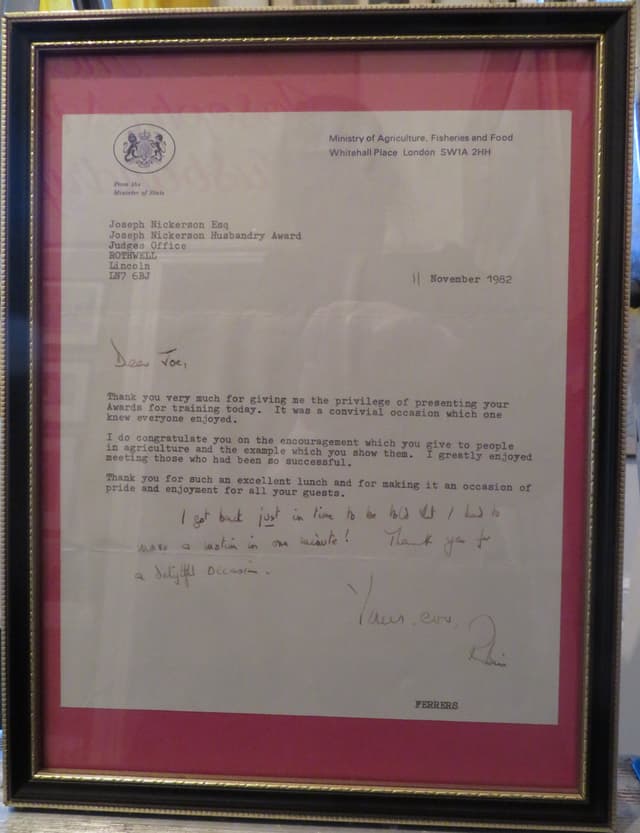 Ministry of Agriculture, Fisheries and Food
Whitehall Place London SW1A 2HH
From the
Minister of State
Joseph Nickerson Esq
Joseph Nickerson Husbandry Award
Judges Office
ROTHWELL
Lincoln
LN7 6BJ
11 November 1982
Dear Joe,
Thank you very much for giving me the privilege of presenting your
Awards for training today. It was a convivial occasion which one
knew everyone enjoyed.
I do congratulate you on the encouragement which you give to people
in agriculture and the example which you show them. I greatly enjoyed
meeting those who had been so successful.
Thank you for such an excellent lunch and for making it an occasion of
pride and enjoyment for all your guests.
I got back just in time to be told that I had to
move a motion in one minute! Thank you for
a delightful occasion.
Yours ever,
Robin
FERRERS